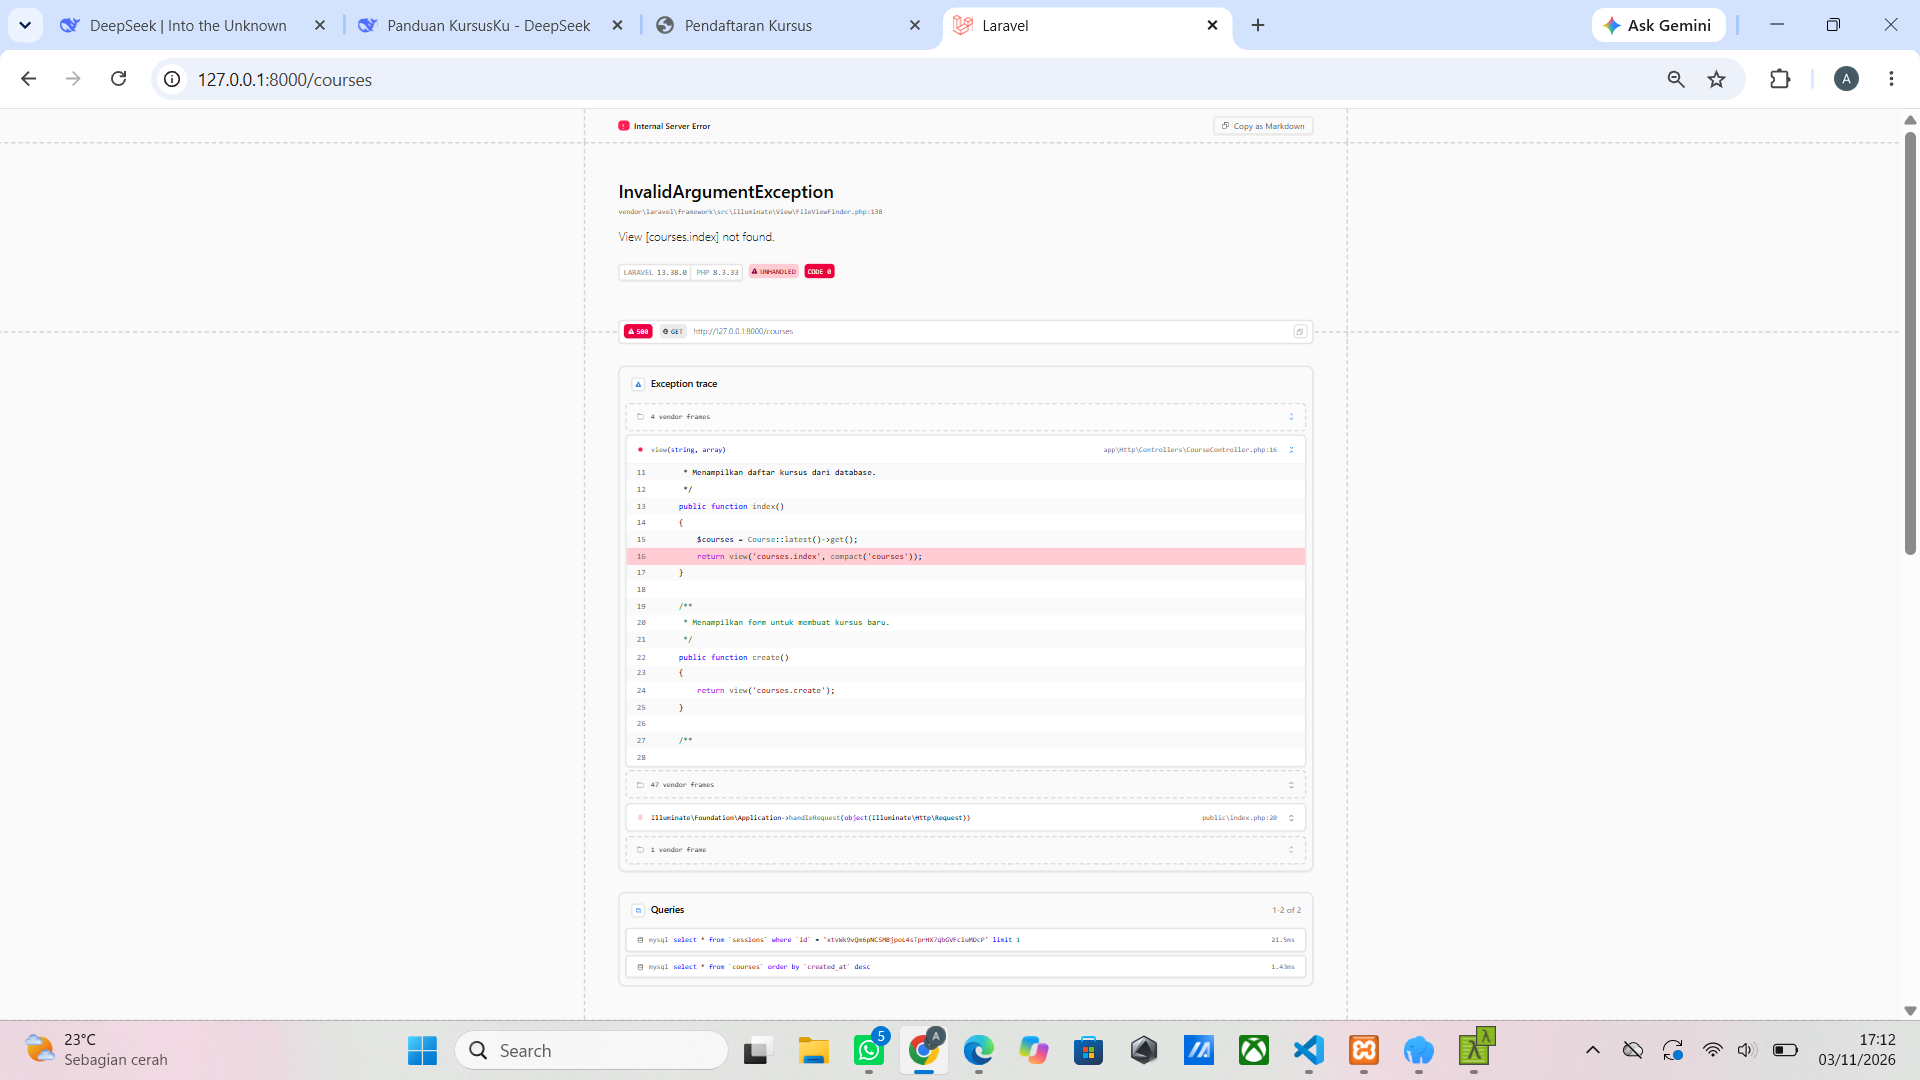 DeepSeek | Into the Unknown
Panduan KursusKu - DeepSeek
Pendaftaran Kursus
Laravel
Ask Gemini
127.0.0.1:8000/courses
A
Internal Server Error
Copy as Markdown
InvalidArgumentException
vendor\laravel\framework\src\Illuminate\View\FileViewFinder.php:138
View [courses.index] not found.
LARAVEL 13.38.0 PHP 8.3.33 UNHANDLED CODE 0
500 GET http://127.0.0.1:8000/courses
Exception trace
4 vendor frames
view(string, array) app\Http\Controllers\CourseController.php:16
11 * Menampilkan daftar kursus dari database.
12 */
13 public function index()
14 {
15 $courses = Course::latest()->get();
16 return view('courses.index', compact('courses'));
17 }
18
19 /**
20 * Menampilkan form untuk membuat kursus baru.
21 */
22 public function create()
23 {
24 return view('courses.create');
25 }
26
27 /**
28
47 vendor frames
Illuminate\Foundation\Application->handleRequest(object(Illuminate\Http\Request)) public\index.php:20
1 vendor frame
Queries 1-2 of 2
mysql select * from `sessions` where `id` = limit 1 21.5ms
mysql select * from `courses` order by `created_at` desc 1.43ms
23°C
Sebagian cerah
Search
5
A
17:12
03/11/2026